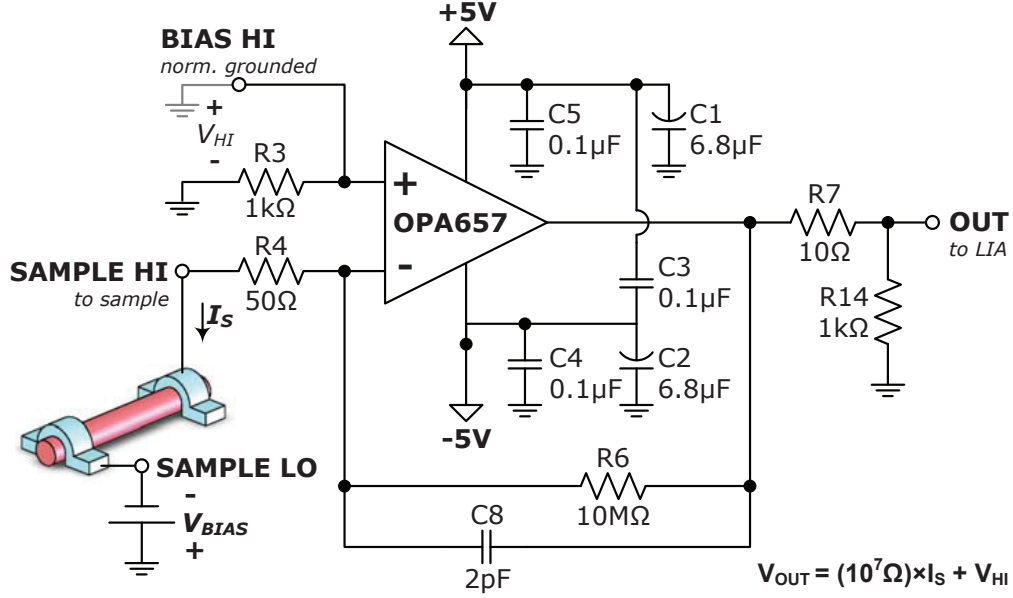 +5V
BIAS HI
norm. grounded
+
V_HI
-
R3
1kΩ
C5
0.1µF
C1
6.8µF
+
OPA657
-
R7
10Ω
OUT
to LIA
SAMPLE HI
to sample
R4
50Ω
I_S
C3
0.1µF
R14
1kΩ
C4
0.1µF
C2
6.8µF
-5V
SAMPLE LO
-
V_BIAS
+
R6
10MΩ
C8
2pF
V_OUT = (10⁷Ω)×I_S + V_HI